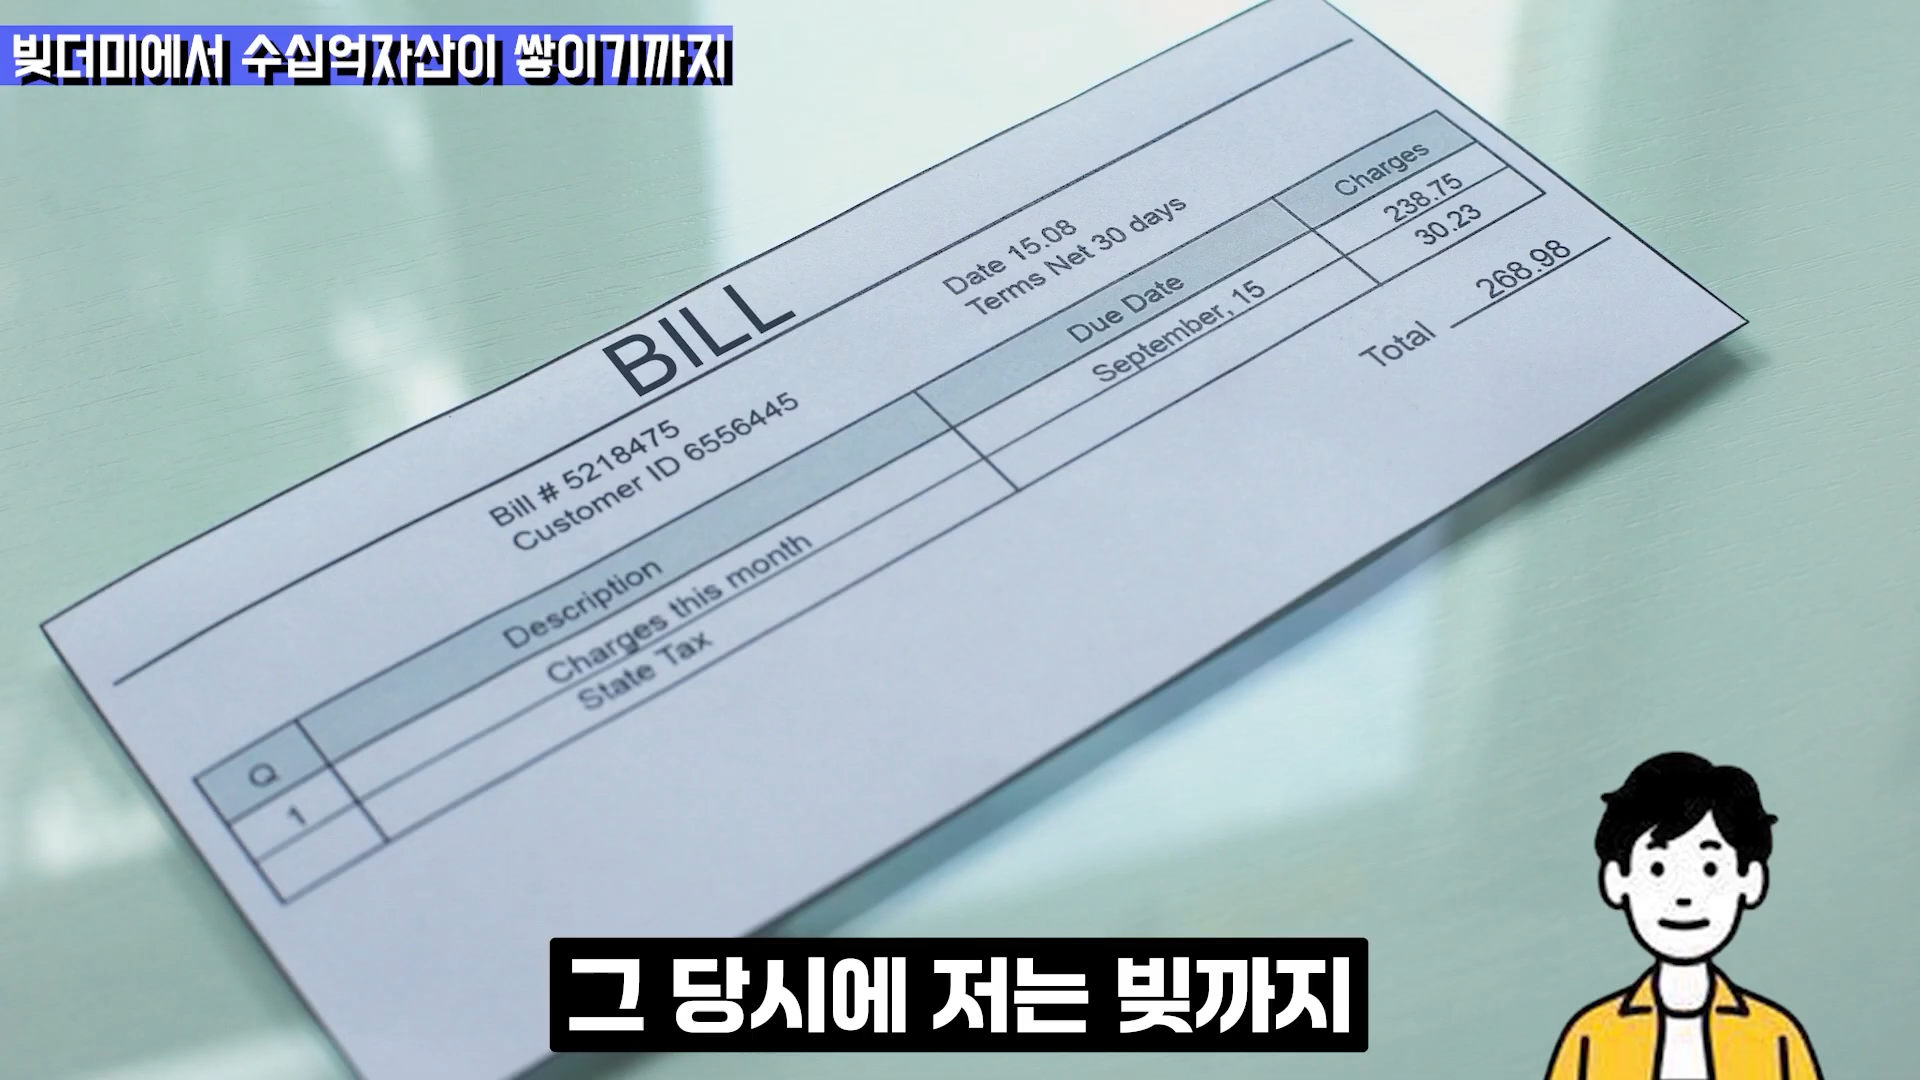 빚더미에서 수십억자산이 쌓이기까지
BILL
Bill # 5218475
Customer ID 6556445
Date 15.08
Terms Net 30 days
Q Description Due Date Charges
1 Charges this month September, 15 238.75
State Tax 30.23
Total 268.98
그 당시에 저는 빚까지